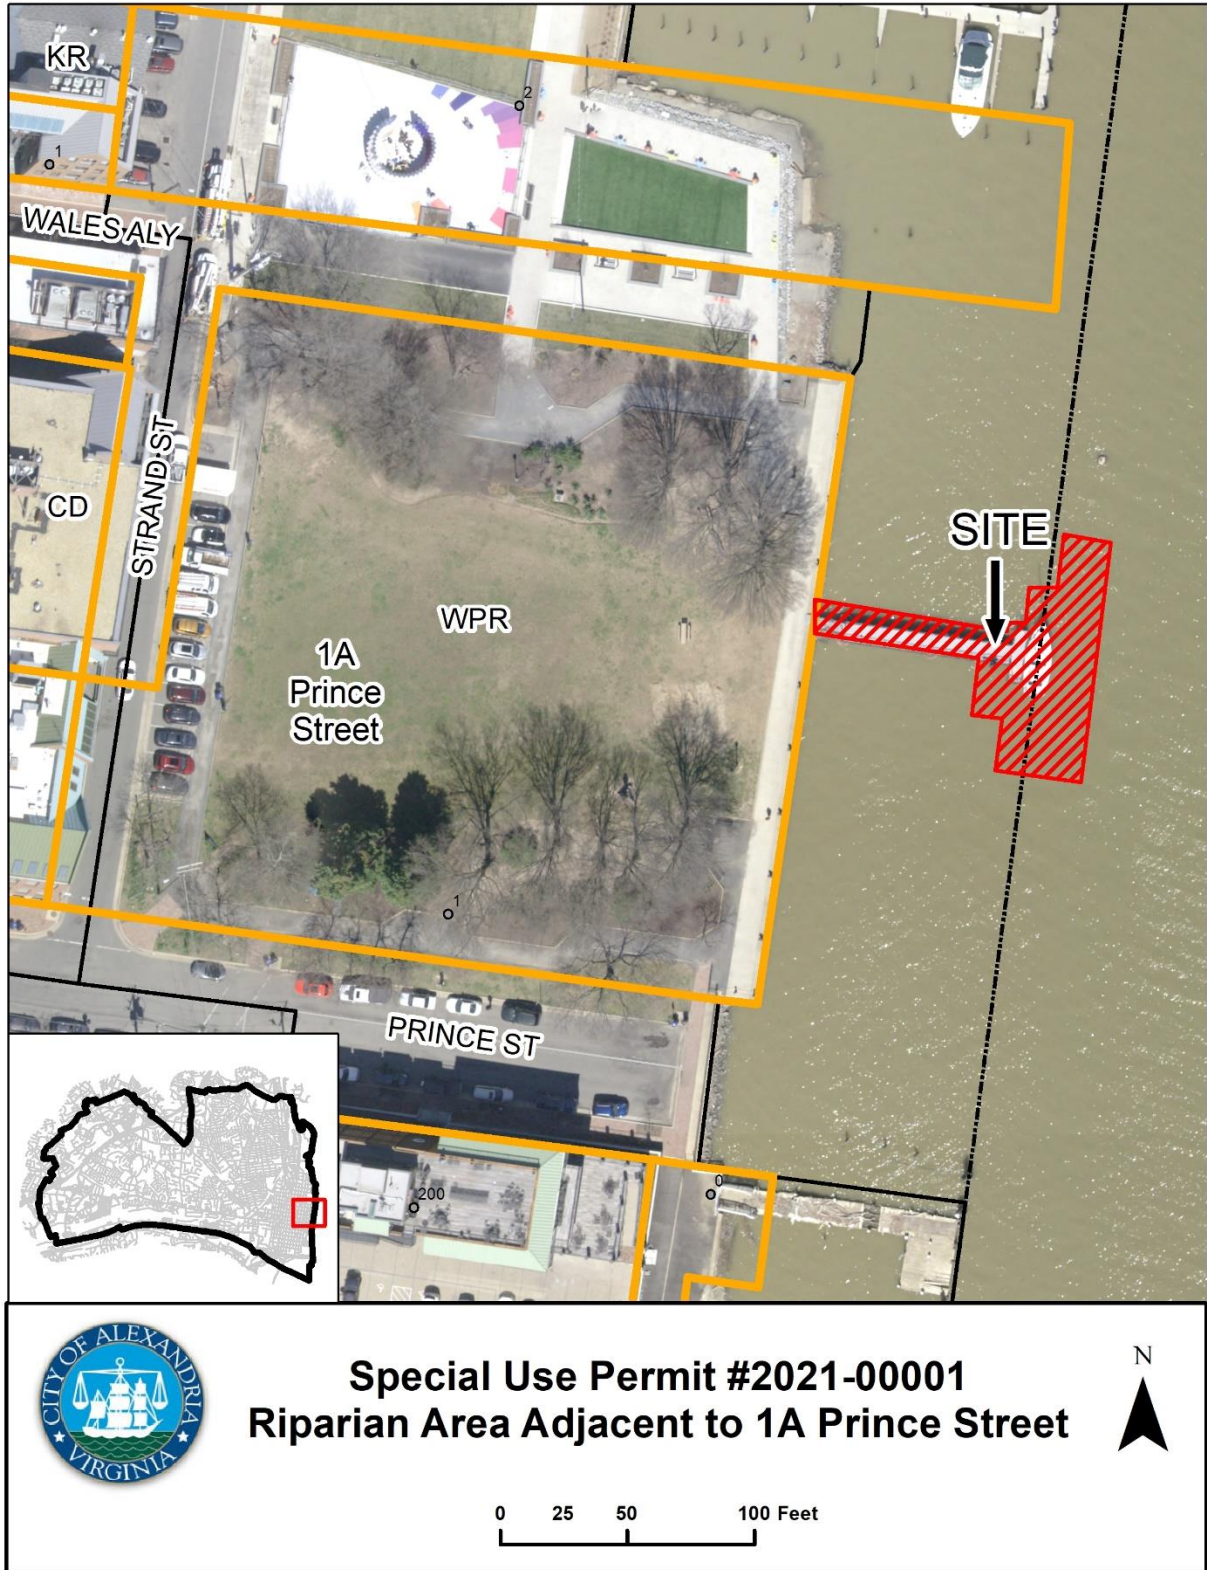 KR
2
1
WALES ALY
STRAND ST
CD
SITE
WPR
1A
Prince
Street
1
PRINCE ST
200
0
CITY OF ALEXANDRIA
VIRGINIA
Special Use Permit #2021-00001
Riparian Area Adjacent to 1A Prince Street
N
0 25 50 100 Feet